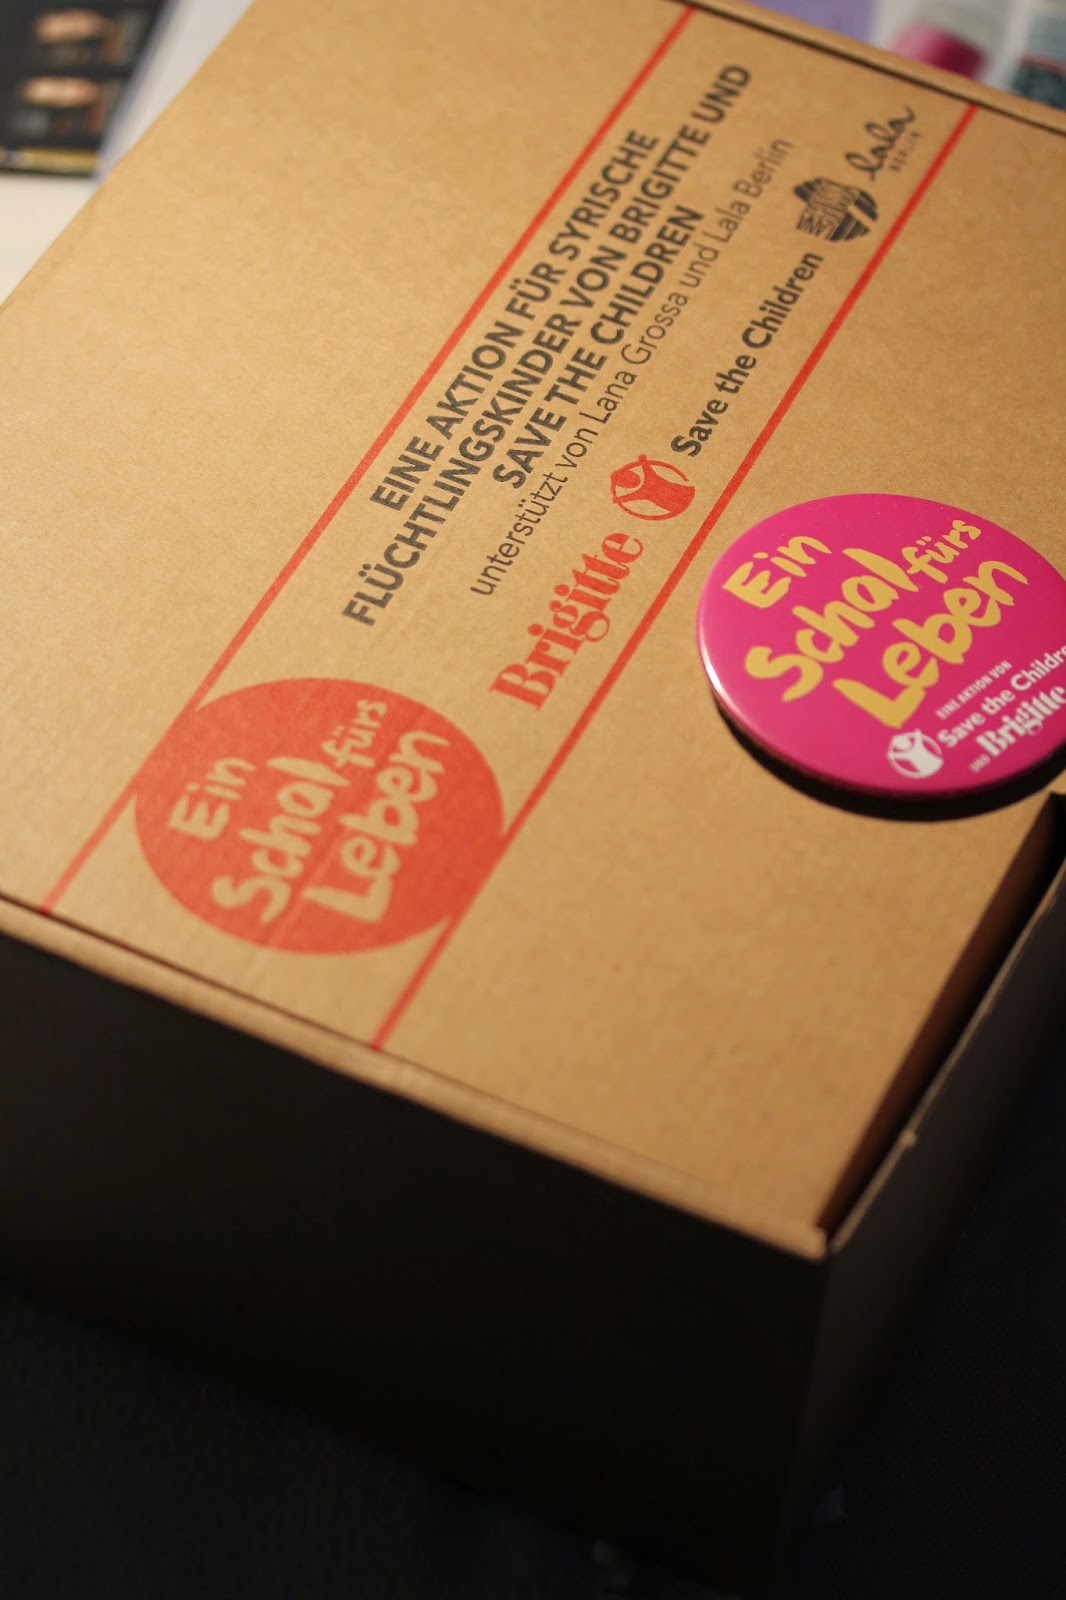 EINE AKTION FÜR SYRISCHE
FLÜCHTLINGSKINDER VON BRIGITTE UND
SAVE THE CHILDREN
unterstützt von Lana Grossa und Lala Berlin
Brigitte
Save the Children
lala
BERLIN
Ein
Schal fürs
Leben
Ein
Schal fürs
Leben
EINE AKTION VON
Save the Children
UND Brigitte